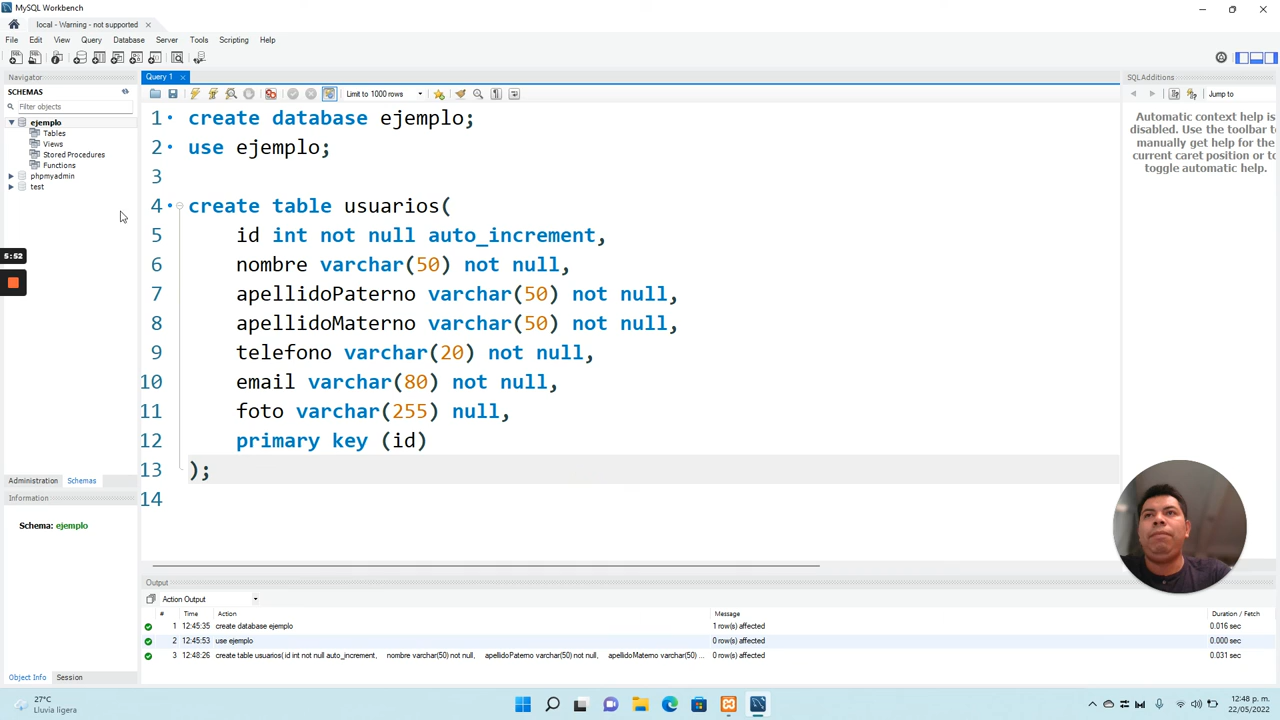 MySQL Workbench
local - Warning - not supported
File Edit View Query Database Server Tools Scripting Help
Navigator
SCHEMAS
Filter objects
ejemplo
Tables
Views
Stored Procedures
Functions
phpmyadmin
test
5:52
Administration Schemas
Information
Schema: ejemplo
Object Info Session
Query 1
Limit to 1000 rows
1 create database ejemplo;
2 use ejemplo;
3
4 create table usuarios(
5 id int not null auto_increment,
6 nombre varchar(50) not null,
7 apellidoPaterno varchar(50) not null,
8 apellidoMaterno varchar(50) not null,
9 telefono varchar(20) not null,
10 email varchar(80) not null,
11 foto varchar(255) null,
12 primary key (id)
13 );
14
SQLAdditions
Jump to
Automatic context help is
disabled. Use the toolbar to
manually get help for the
current caret position or to
toggle automatic help.
Output
Action Output
# Time Action Message Duration / Fetch
1 12:45:35 create database ejemplo 1 row(s) affected 0.016 sec
2 12:45:53 use ejemplo 0 row(s) affected 0.000 sec
3 12:48:26 create table usuarios( id int not null auto_increment, nombre varchar(50) not null, apellidoPaterno varchar(50) not null, apellidoMaterno varchar(50) ... 0 row(s) affected 0.031 sec
27°C
Lluvia ligera
12:48 p. m.
22/05/2022